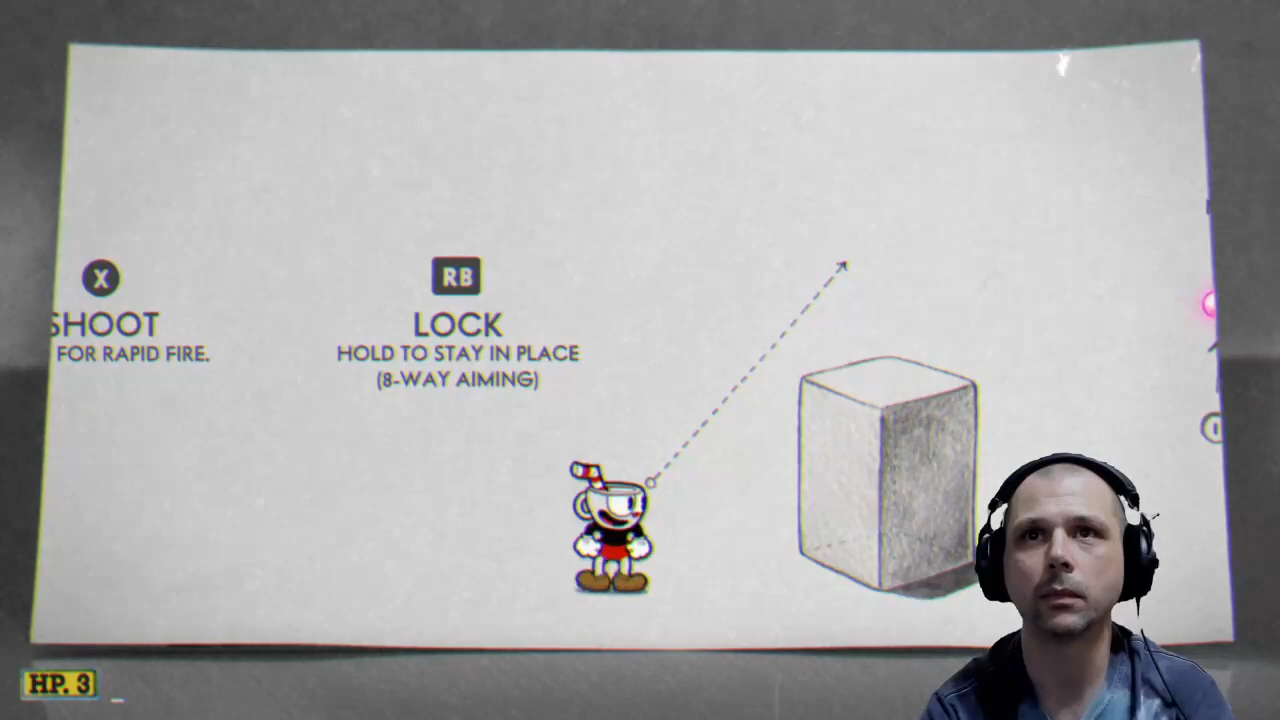 X
SHOOT
FOR RAPID FIRE.
RB
LOCK
HOLD TO STAY IN PLACE
(8-WAY AIMING)
HP. 3